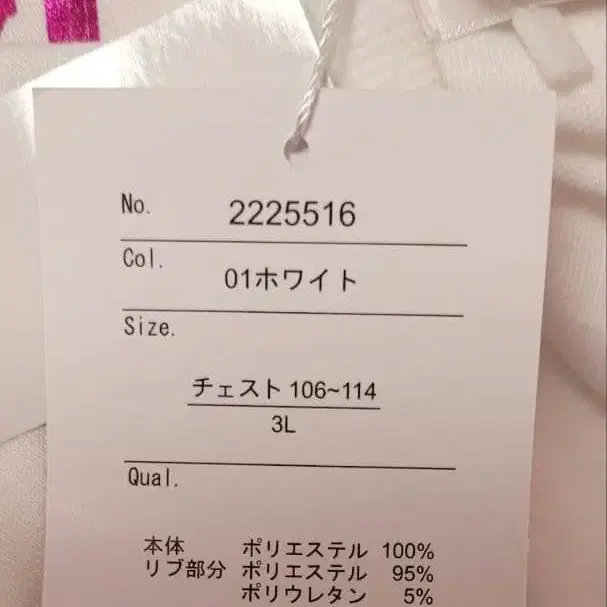 No. 2225516
Col. 01ホワイト
Size.
チェスト 106~114
3L
Qual.
本体 ポリエステル 100%
リブ部分 ポリエステル 95%
ポリウレタン 5%